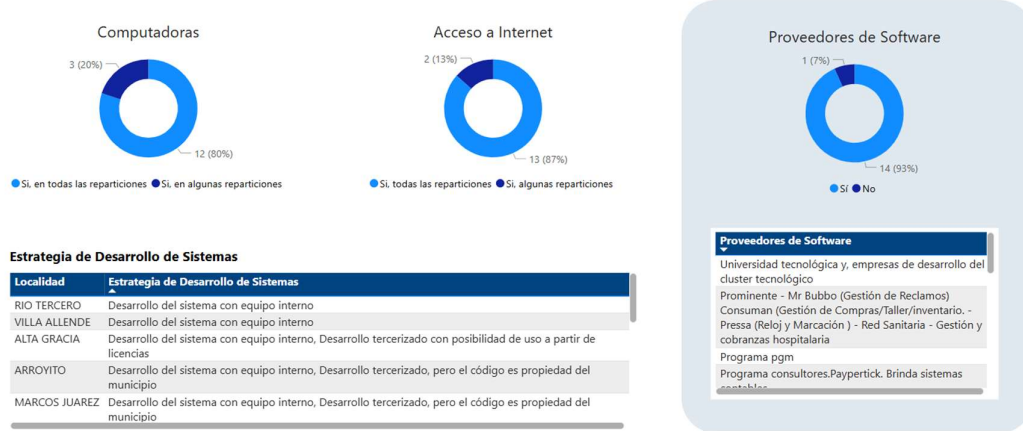 Computadoras
3 (20%)
12 (80%)
Si, en todas las reparticiones Si, en algunas reparticiones
Acceso a Internet
2 (13%)
13 (87%)
Si, todas las reparticiones Si, algunas reparticiones
Proveedores de Software
1 (7%)
14 (93%)
Sí No
Estrategia de Desarrollo de Sistemas
Localidad Estrategia de Desarrollo de Sistemas
RIO TERCERO Desarrollo del sistema con equipo interno
VILLA ALLENDE Desarrollo del sistema con equipo interno
ALTA GRACIA Desarrollo del sistema con equipo interno, Desarrollo tercerizado con posibilidad de uso a partir de
licencias
ARROYITO Desarrollo del sistema con equipo interno, Desarrollo tercerizado, pero el código es propiedad del
municipio
MARCOS JUAREZ Desarrollo del sistema con equipo interno, Desarrollo tercerizado, pero el código es propiedad del
municipio
Proveedores de Software
Universidad tecnológica y, empresas de desarrollo del
cluster tecnológico
Prominente - Mr Bubbo (Gestión de Reclamos)
Consuman (Gestión de Compras/Taller/inventario. -
Pressa (Reloj y Marcación ) - Red Sanitaria - Gestión y
cobranzas hospitalaria
Programa pgm
Programa consultores.Paypertick. Brinda sistemas